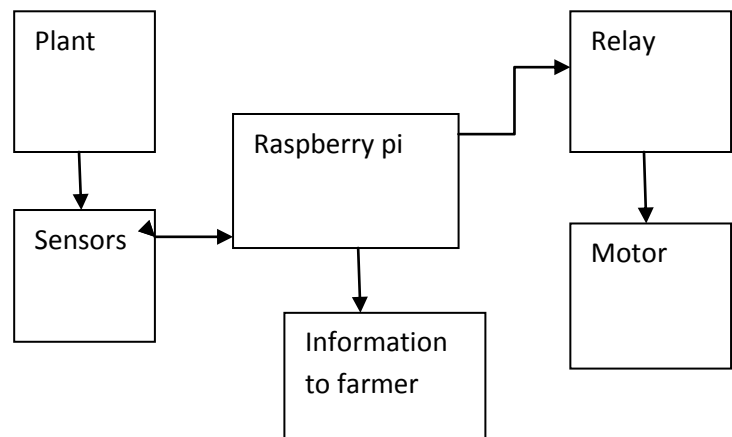 Plant
Relay
Raspberry pi
Sensors
Motor
Information
to farmer